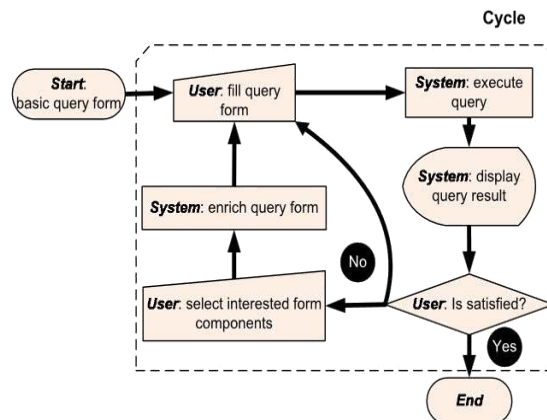 Cycle
Start:
basic query form
User: fill query
form
System: execute
query
System: display
query result
System: enrich query form
No
User: select interested form
components
User: Is satisfied?
Yes
End